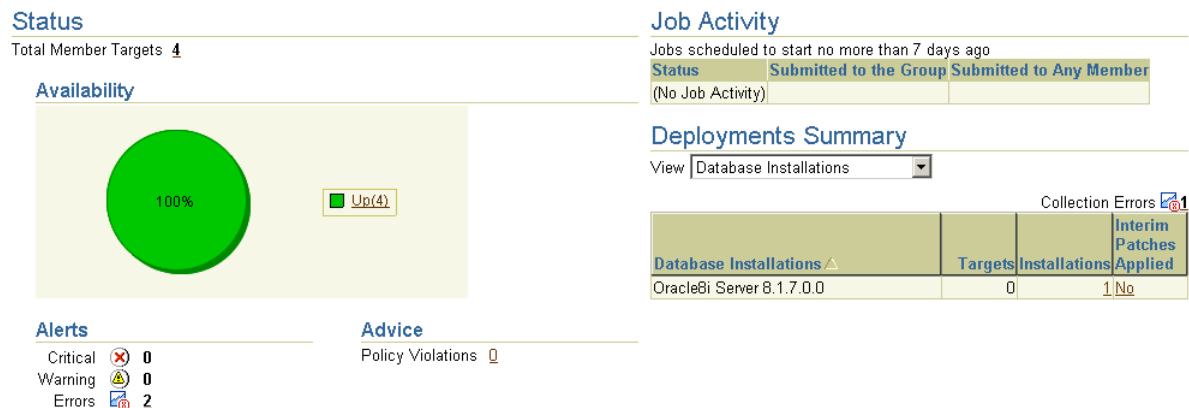 Status
Total Member Targets 4
Availability
100%
Up(4)
Alerts
Critical 0
Warning 0
Errors 2
Advice
Policy Violations 0
Job Activity
Jobs scheduled to start no more than 7 days ago
Status Submitted to the Group Submitted to Any Member
(No Job Activity)
Deployments Summary
View Database Installations
Collection Errors 1
Database Installations Targets Installations Interim Patches Applied
Oracle8i Server 8.1.7.0.0 0 1 No